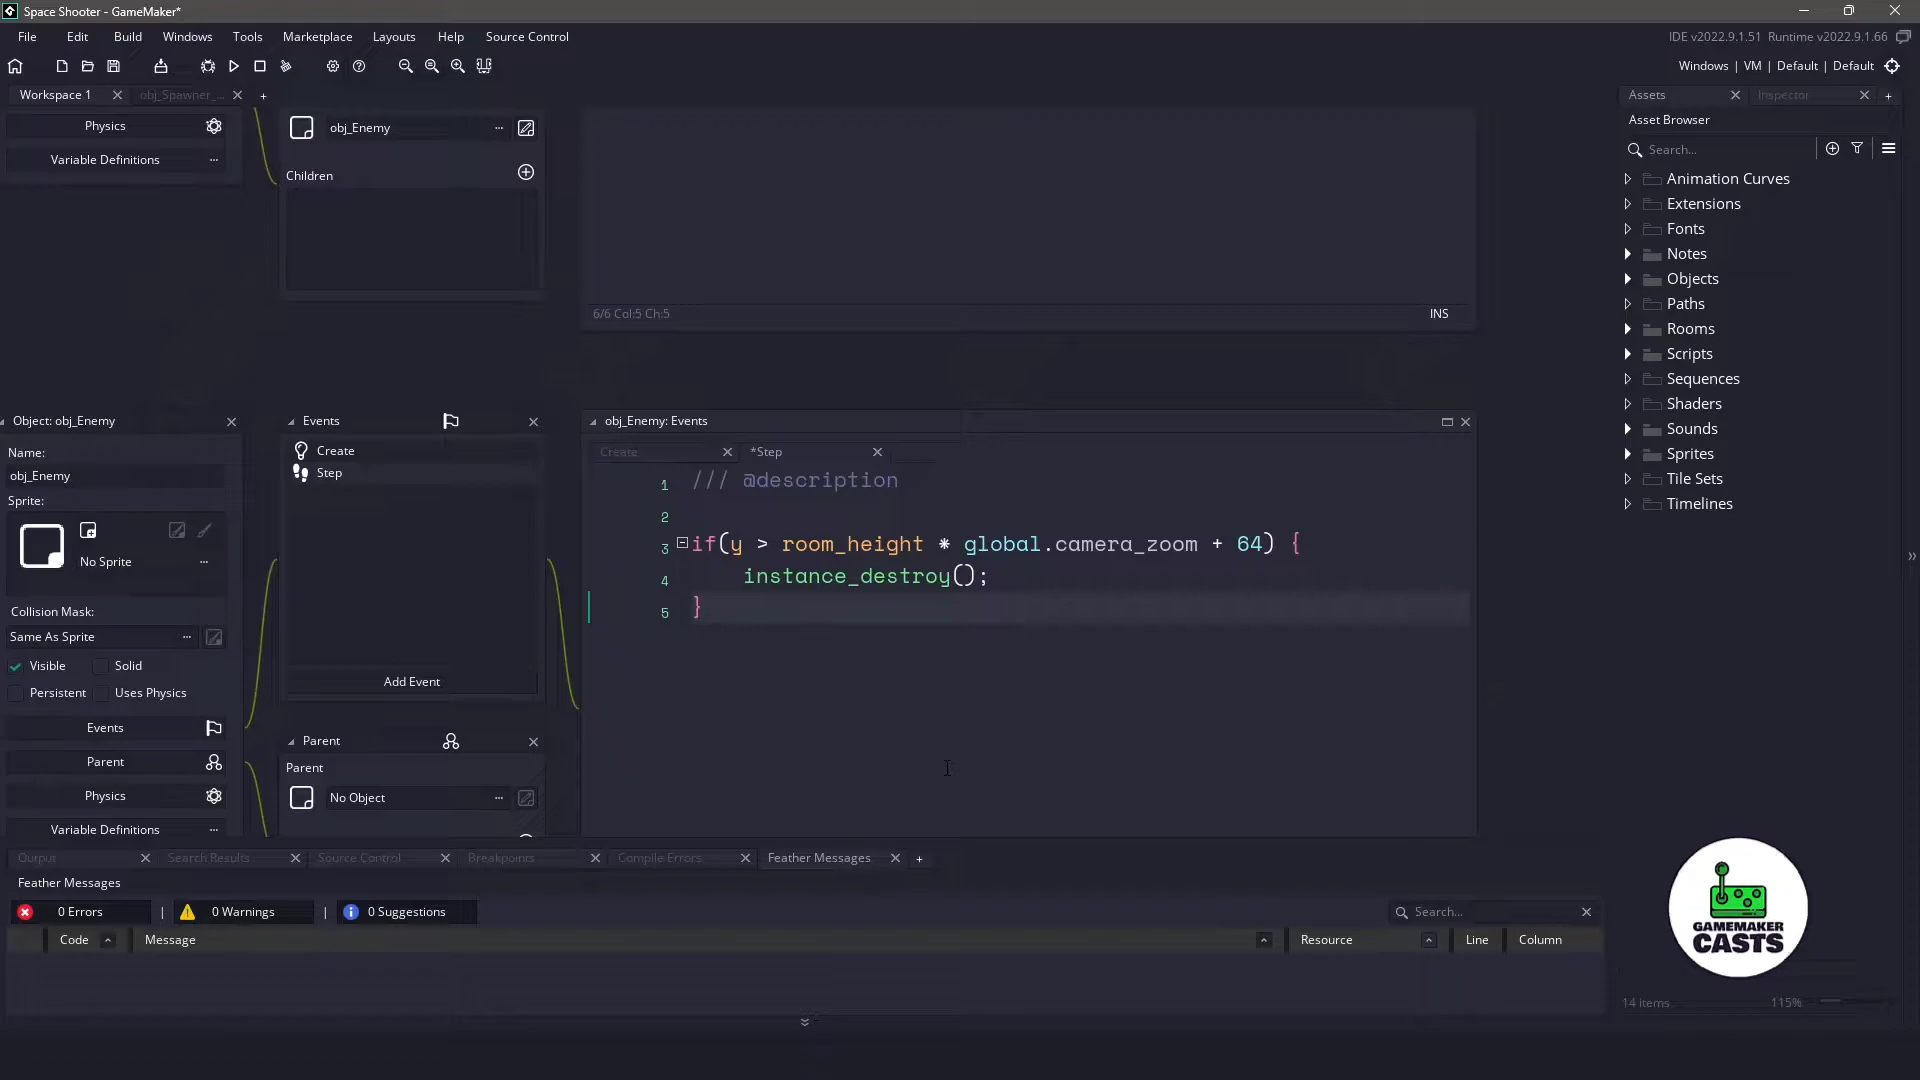 Space Shooter - GameMaker*
File Edit Build Windows Tools Marketplace Layouts Help Source Control
IDE v2022.9.1.51 Runtime v2022.9.1.66
Windows | VM | Default | Default
Workspace 1
obj_Spawner_...
Physics
Variable Definitions
obj_Enemy
Children
6/6 Col:5 Ch:5
INS
Assets
Inspector
Asset Browser
Search...
Animation Curves
Extensions
Fonts
Notes
Objects
Paths
Rooms
Scripts
Sequences
Shaders
Sounds
Sprites
Tile Sets
Timelines
Object: obj_Enemy
Name:
obj_Enemy
Sprite:
No Sprite
Collision Mask:
Same As Sprite
Visible
Solid
Persistent
Uses Physics
Events
Parent
Physics
Variable Definitions
Events
Create
Step
Add Event
Parent
Parent
No Object
obj_Enemy: Events
Create
*Step
1 /// @description
2
3 if(y > room_height * global.camera_zoom + 64) {
4 instance_destroy();
5 }
Output
Search Results
Source Control
Breakpoints
Compile Errors
Feather Messages
Feather Messages
0 Errors | 0 Warnings | 0 Suggestions
Search...
Code Message Resource Line Column
GAMEMAKER
CASTS
14 items
115%